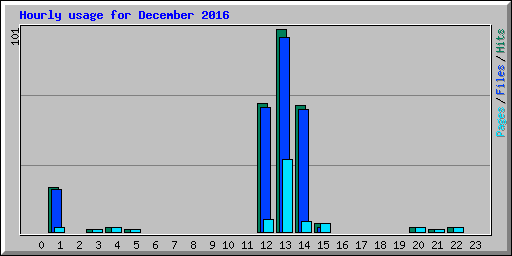 Hourly usage for December 2016
101
Pages/Files/Hits
0 1 2 3 4 5 6 7 8 9 10 11 12 13 14 15 16 17 18 19 20 21 22 23